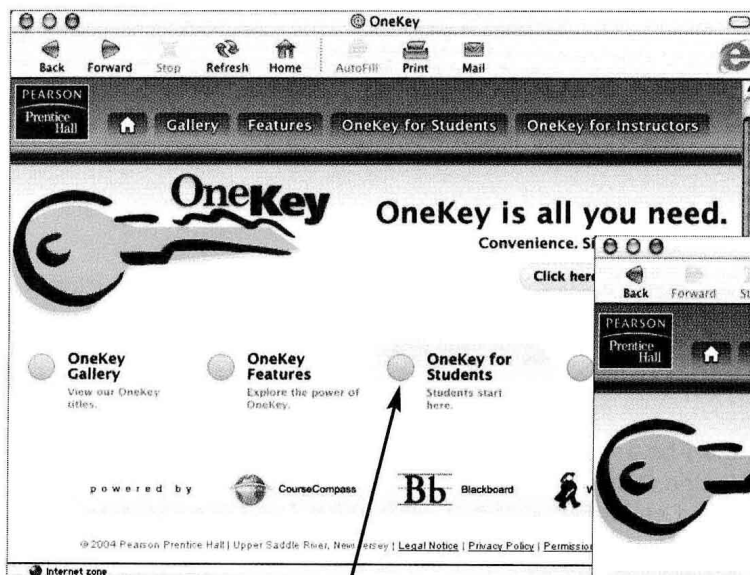 OneKey
Back Forward Stop Refresh Home AutoFill Print Mail
PEARSON
Prentice
Hall
Gallery Features OneKey for Students OneKey for Instructors
OneKey
OneKey is all you need.
Convenience.
Click here
Back Forward
PEARSON
Prentice
Hall
OneKey
Gallery
View our OneKey
titles.
OneKey
Features
Explore the power of
OneKey.
OneKey for
Students
Students start
here.
powered by CourseCompass Bb Blackboard
©2004 Pearson Prentice Hall | Upper Saddle River, New Jersey | Legal Notice | Privacy Policy | Permission
Internet zone